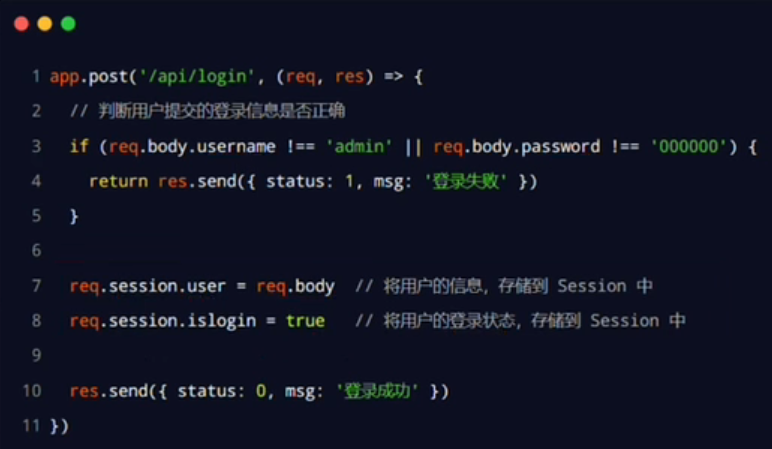 1 app.post('/api/login', (req, res) => {
2   // 判断用户提交的登录信息是否正确
3   if (req.body.username !== 'admin' || req.body.password !== '000000') {
4     return res.send({ status: 1, msg: '登录失败' })
5   }
6
7   req.session.user = req.body  // 将用户的信息，存储到 Session 中
8   req.session.islogin = true   // 将用户的登录状态，存储到 Session 中
9
10   res.send({ status: 0, msg: '登录成功' })
11 })